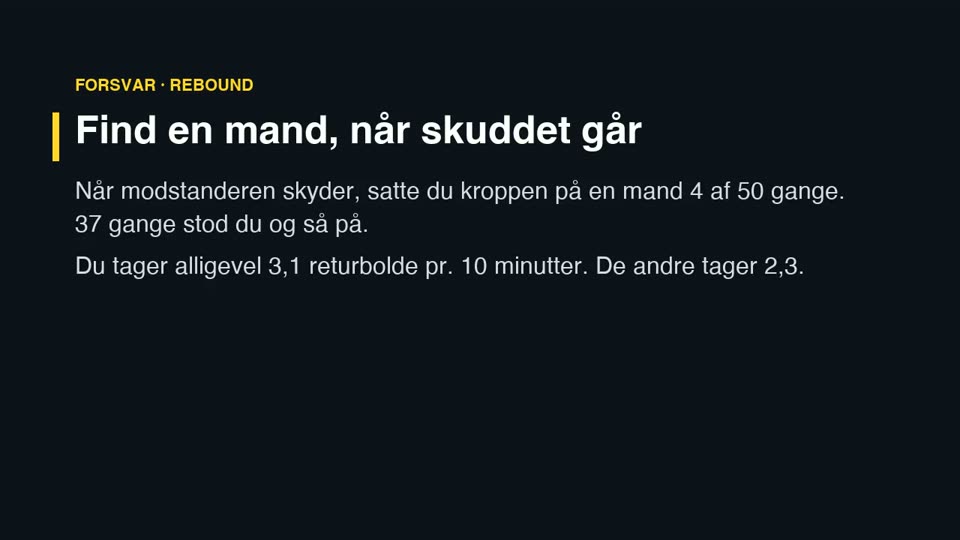 FORSVAR · REBOUND
Find en mand, når skuddet går
Når modstanderen skyder, satte du kroppen på en mand 4 af 50 gange.
37 gange stod du og så på.
Du tager alligevel 3,1 returbolde pr. 10 minutter. De andre tager 2,3.